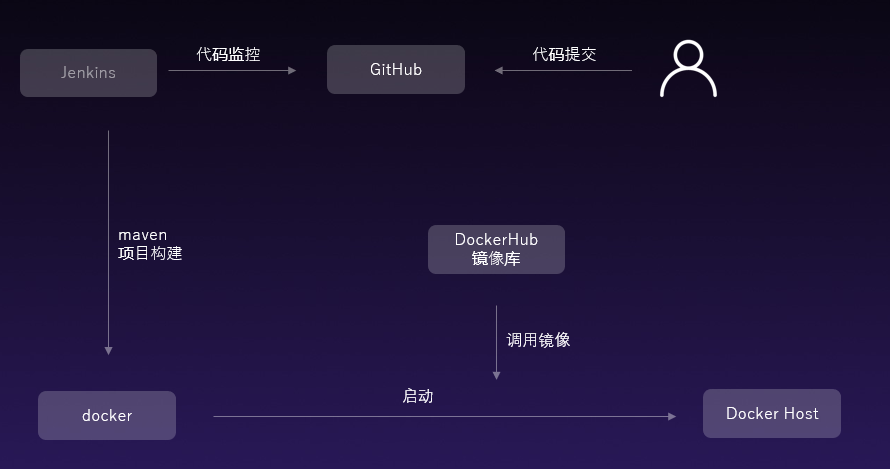 Jenkins
代码监控
GitHub
代码提交
maven
项目构建
DockerHub
镜像库
调用镜像
docker
启动
Docker Host